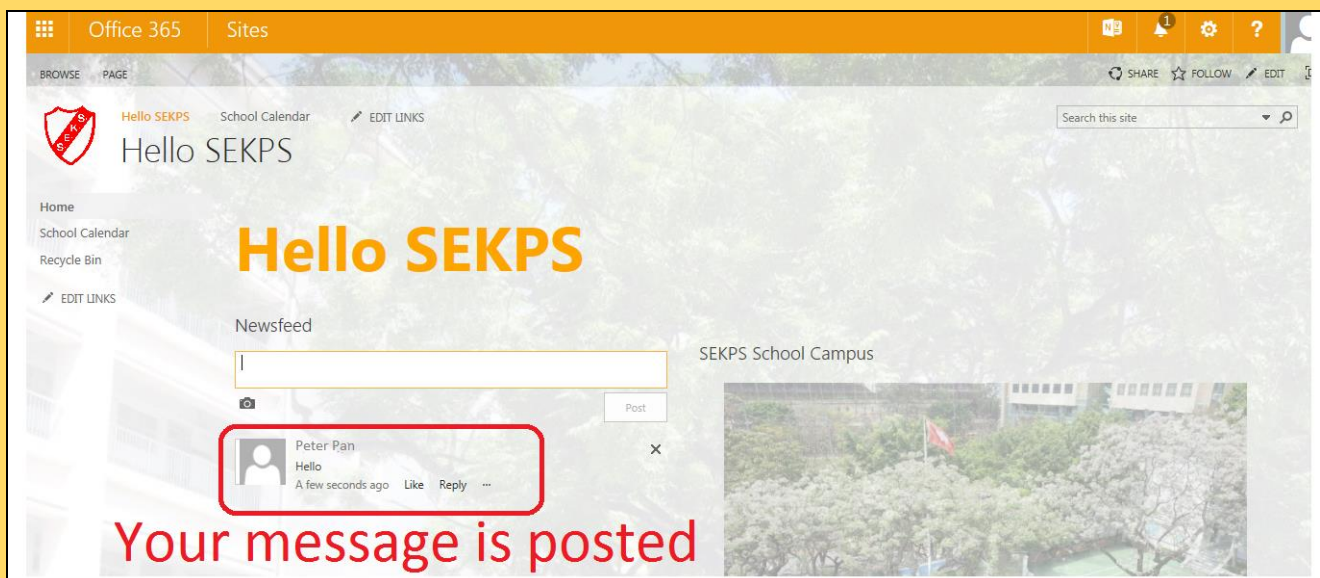 Office 365 Sites
1
?
BROWSE PAGE
SHARE FOLLOW EDIT
Hello SEKPS School Calendar EDIT LINKS
Search this site
SEKS
Hello SEKPS
Home
School Calendar
Recycle Bin
EDIT LINKS
Hello SEKPS
Newsfeed
Post
Peter Pan
Hello
A few seconds ago Like Reply ...
Your message is posted
SEKPS School Campus